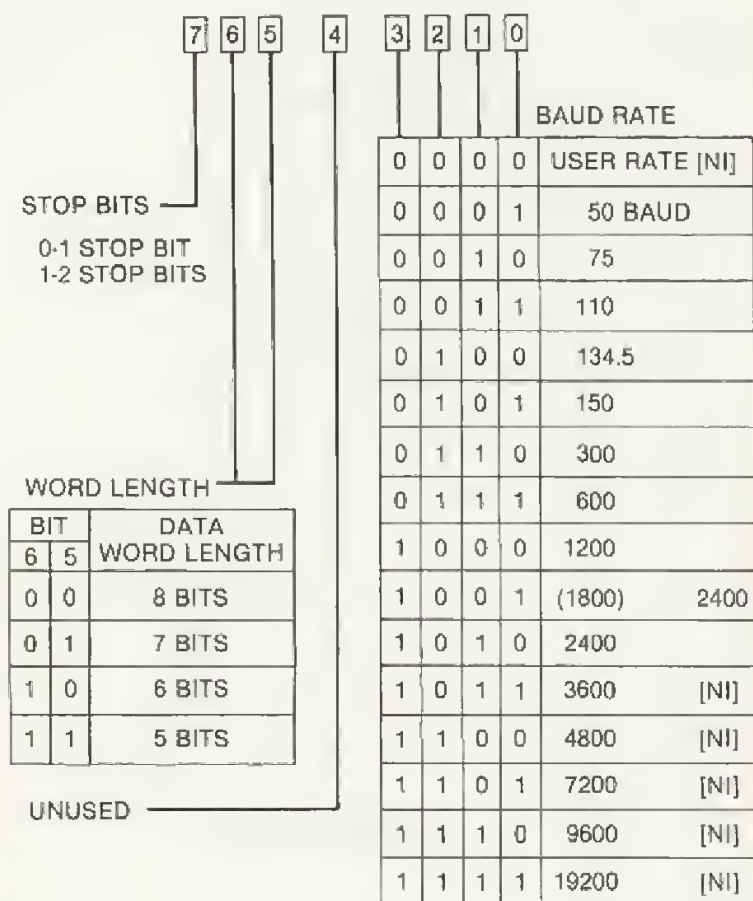 7 6 5 4 3 2 1 0
BAUD RATE
0 0 0 0 USER RATE [NI]
0 0 0 1 50 BAUD
0 0 1 0 75
0 0 1 1 110
0 1 0 0 134.5
0 1 0 1 150
0 1 1 0 300
0 1 1 1 600
1 0 0 0 1200
1 0 0 1 (1800) 2400
1 0 1 0 2400
1 0 1 1 3600 [NI]
1 1 0 0 4800 [NI]
1 1 0 1 7200 [NI]
1 1 1 0 9600 [NI]
1 1 1 1 19200 [NI]
STOP BITS
0-1 STOP BIT
1-2 STOP BITS
WORD LENGTH
BIT DATA
6 5 WORD LENGTH
0 0 8 BITS
0 1 7 BITS
1 0 6 BITS
1 1 5 BITS
UNUSED